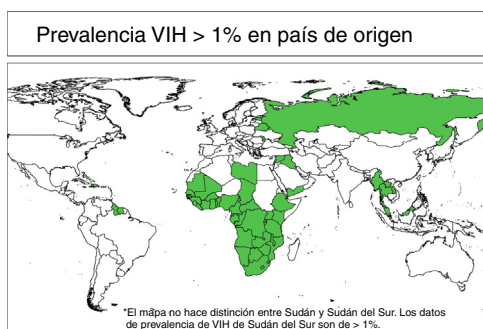 Prevalencia VIH > 1% en país de origen
*El mapa no hace distinción entre Sudán y Sudán del Sur. Los datos
de prevalencia de VIH de Sudán del Sur son de > 1%.